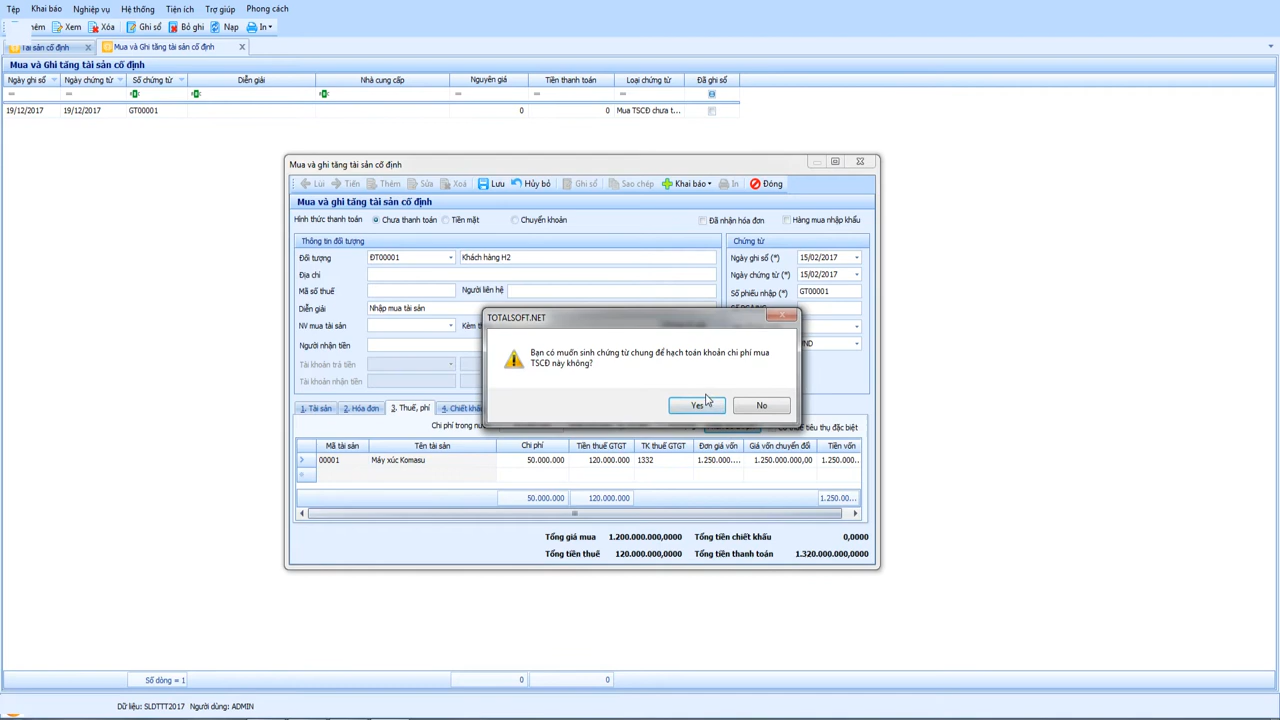 Tệp Khai báo Nghiệp vụ Hệ thống Tiện ích Trợ giúp Phong cách
Xem Xóa Ghi sổ Bỏ ghi Nạp In
Tài sản cố định Mua và Ghi tăng tài sản cố định
Mua và Ghi tăng tài sản cố định
Ngày ghi sổ Ngày chứng từ Số chứng từ Diễn giải Nhà cung cấp Nguyên giá Tiền thanh toán Loại chứng từ Đã ghi sổ
19/12/2017 19/12/2017 GT00001 0 0 Mua TSCĐ chưa t...
Mua và ghi tăng tài sản cố định
Lùi Tiến Thêm Sửa Xoá Lưu Hủy bỏ Ghi sổ Sao chép Khai báo In Đóng
Mua và ghi tăng tài sản cố định
Hình thức thanh toán Chưa thanh toán Tiền mặt Chuyển khoản Đã nhận hóa đơn Hàng mua nhập khẩu
Thông tin đối tượng Chứng từ
Đối tượng ĐT00001 Khách hàng H2 Ngày ghi sổ (*) 15/02/2017
Địa chỉ Ngày chứng từ (*) 15/02/2017
Mã số thuế Người liên hệ Số phiếu nhập (*) GT00001
Diễn giải Nhập mua tài sản
NV mua tài sản
Người nhận tiền
Tài khoản trả tiền
Tài khoản nhận tiền
TOTALSOFT.NET
Bạn có muốn sinh chứng từ chung để hạch toán khoản chi phí mua
TSCĐ này không?
Yes No
1. Tài sản 2. Hóa đơn 3. Thuế, phí 4. Chiết khấ
Mã tài sản Tên tài sản Chi phí Tiền thuế GTGT TK thuế GTGT Đơn giá vốn Giá vốn chuyển đổi Tiền vốn
00001 Máy xúc Komasu 50.000.000 120.000.000 1332 1.250.000.... 1.250.000.000,00 1.250.000..
50.000.000 120.000.000 1.250.00...
Tổng giá mua 1.200.000.000,0000 Tổng tiền chiết khấu 0,0000
Tổng tiền thuế 120.000.000,0000 Tổng tiền thanh toán 1.320.000.000,0000
Số dòng = 1 0 0
Dữ liệu: SLDTTT2017 Người dùng: ADMIN